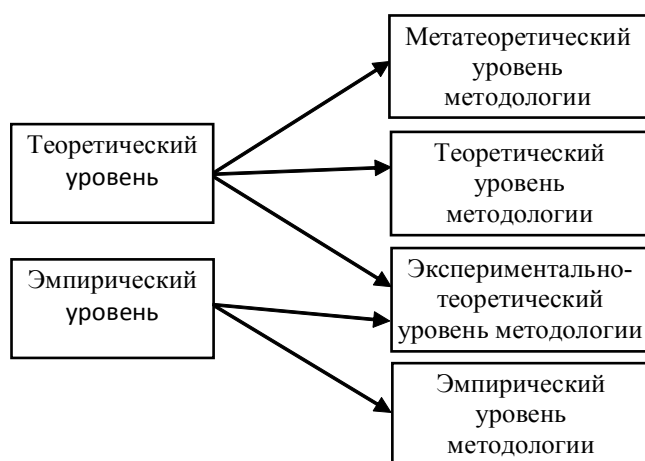 Теоретический
уровень
Эмпирический
уровень
Метатеоретический
уровень
методологии
Теоретический
уровень
методологии
Экспериментально-
теоретический
уровень методологии
Эмпирический
уровень
методологии